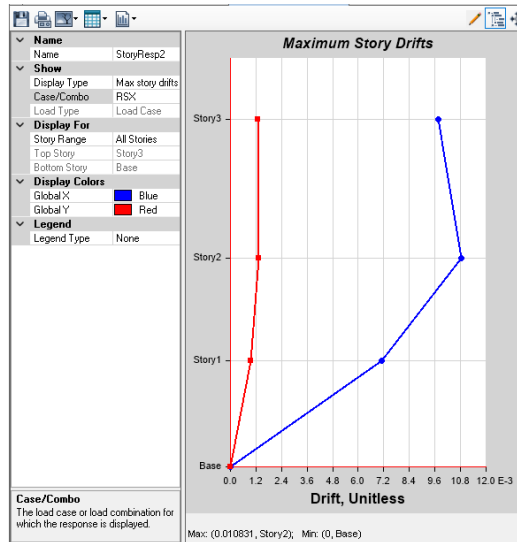 Name
Name StoryResp2
Show
Display Type Max story drifts
Case/Combo RSX
Load Type Load Case
Display For
Story Range All Stories
Top Story Story3
Bottom Story Base
Display Colors
Global X Blue
Global Y Red
Legend
Legend Type None
Case/Combo
The load case or load combination for
which the response is displayed.
Maximum Story Drifts
Story3
Story2
Story1
Base
0.0 1.2 2.4 3.6 4.8 6.0 7.2 8.4 9.6 10.8 12.0 E-3
Drift, Unitless
Max: (0.010831, Story2); Min: (0, Base)